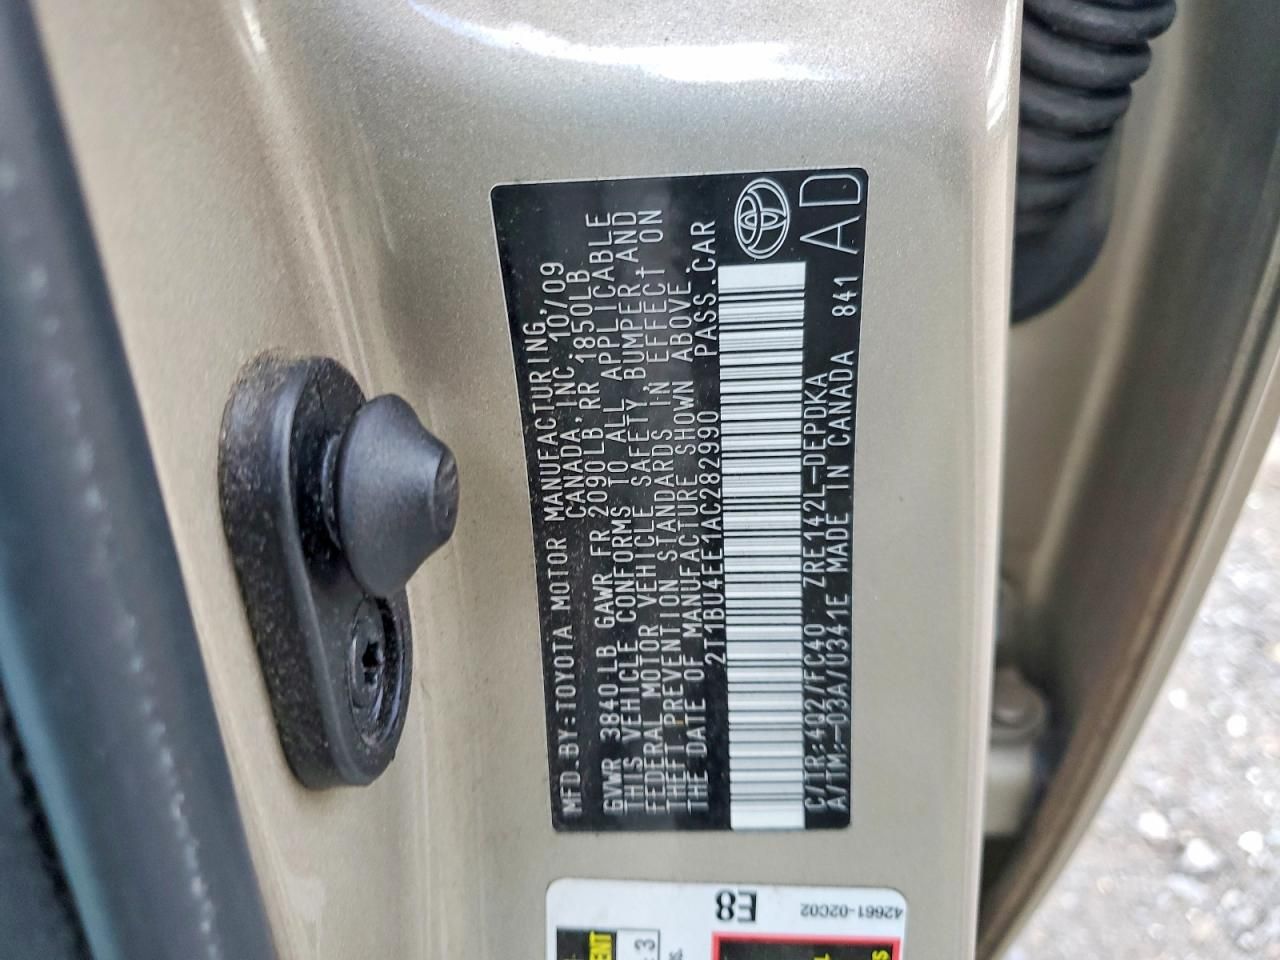 MFD.BY:TOYOTA MOTOR MANUFACTURING
CANADA, INC. 10/09
GVWR 3840LB GAWR FR 2090LB, RR 1850LB
THIS VEHICLE CONFORMS TO ALL APPLICABLE
FEDERAL MOTOR VEHICLE SAFETY, BUMPER, AND
THEFT PREVENTION STANDARDS IN EFFECT ON
THE DATE OF MANUFACTURE SHOWN ABOVE.
2T1BU4EE1AC282990 PASS.CAR
C/TR:4Q2/FC40 ZRE142L-DEPDKA 841
A/TM:-03A/U341E MADE IN CANADA
AD
E8
42661-02C02